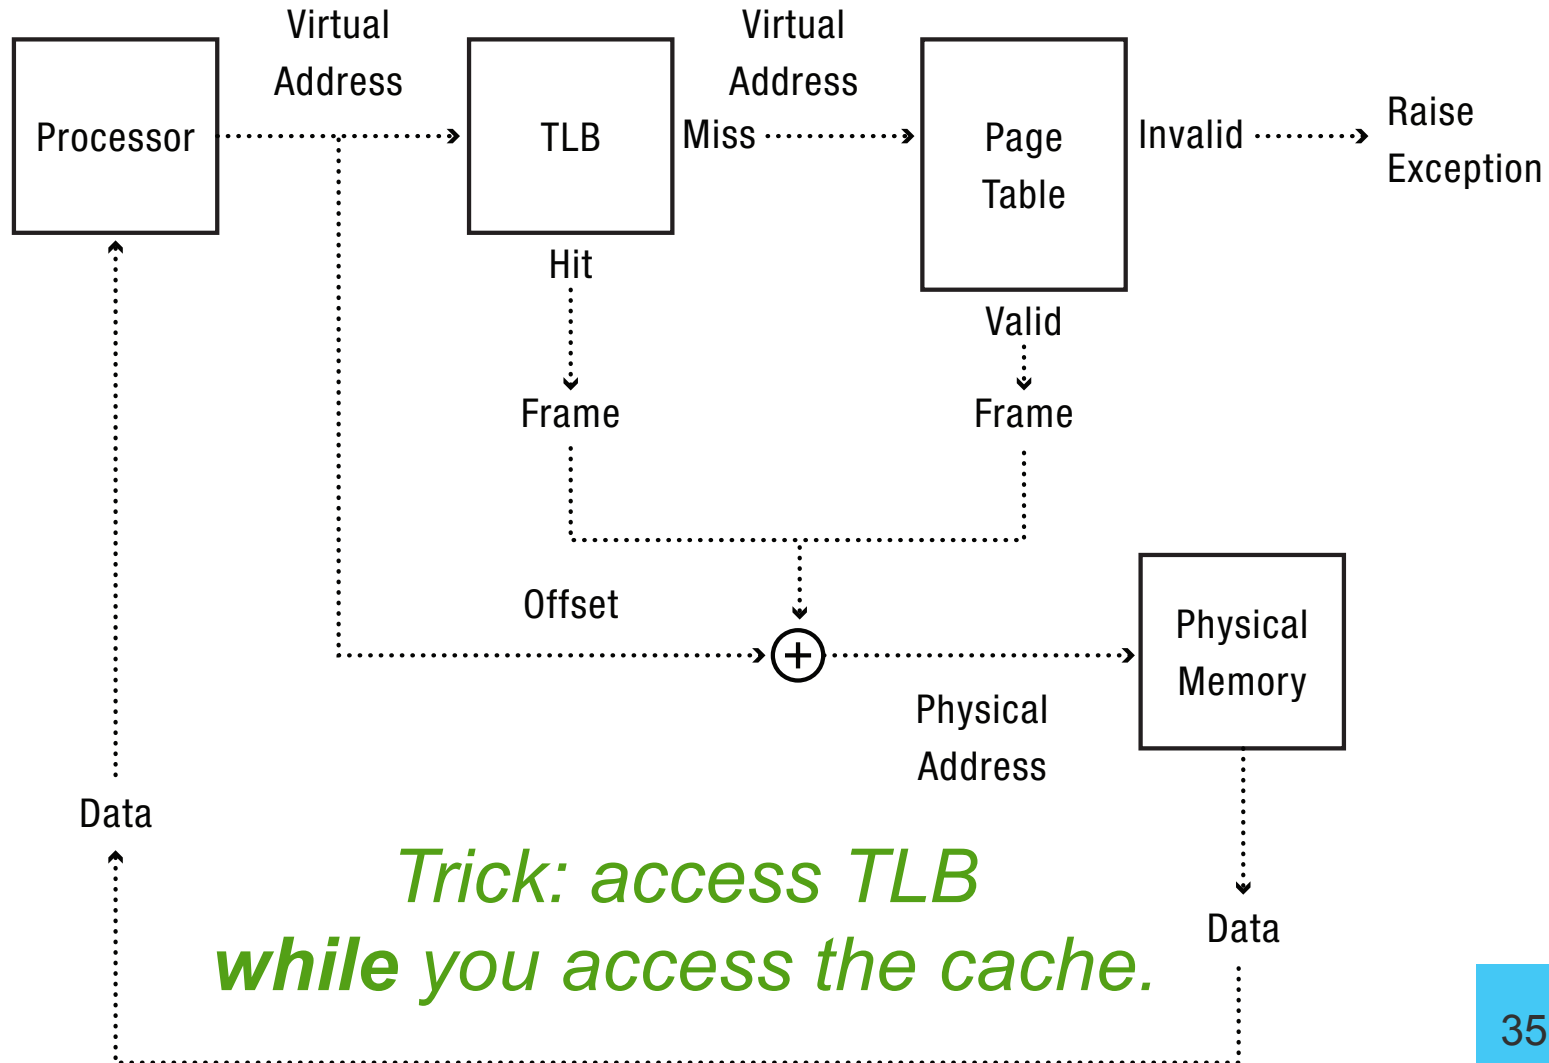 Virtual
Address
Virtual
Address
Processor
TLB
Miss
Page
Table
Invalid
Raise
Exception
Hit
Valid
Frame
Frame
Offset
+
Physical
Memory
Physical
Address
Data
Trick: access TLB
while you access the cache.
Data
35